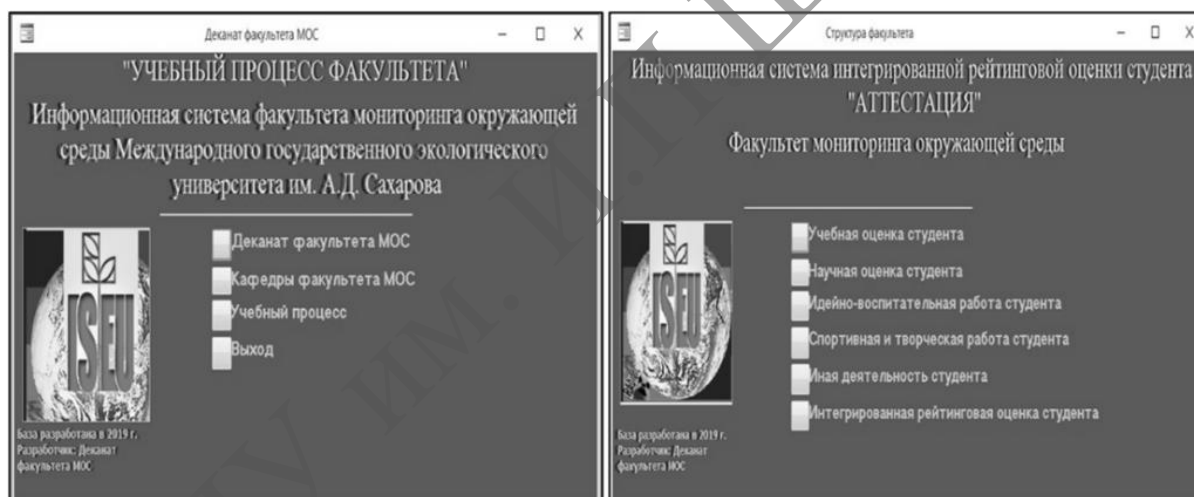 Деканат факультета МОС
"УЧЕБНЫЙ ПРОЦЕСС ФАКУЛЬТЕТА"
Информационная система факультета мониторинга окружающей
среды Международного государственного экологического
университета им. А.Д. Сахарова
Деканат факультета МОС
Кафедры факультета МОС
Учебный процесс
Выход
ISEU
База разработана в 2019 г.
Разработчик: Деканат
факультета МОС
Структура факультета
Информационная система интегрированной рейтинговой оценки студента
"АТТЕСТАЦИЯ"
Факультет мониторинга окружающей среды
Учебная оценка студента
Научная оценка студента
Идейно-воспитательная работа студента
Спортивная и творческая работа студента
Иная деятельность студента
Интегрированная рейтинговая оценка студента
ISEU
База разработана в 2019 г.
Разработчик: Деканат
факультета МОС
им. И.П.